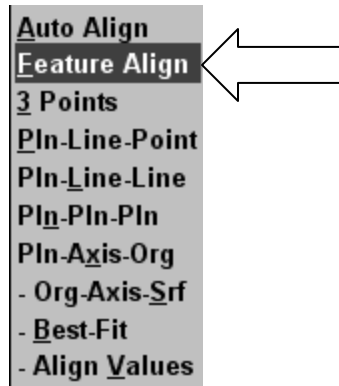 Auto Align
Feature Align
3 Points
Pln-Line-Point
Pln-Line-Line
Pln-Pln-Pln
Pln-Axis-Org
- Org-Axis-Srf
- Best-Fit
- Align Values